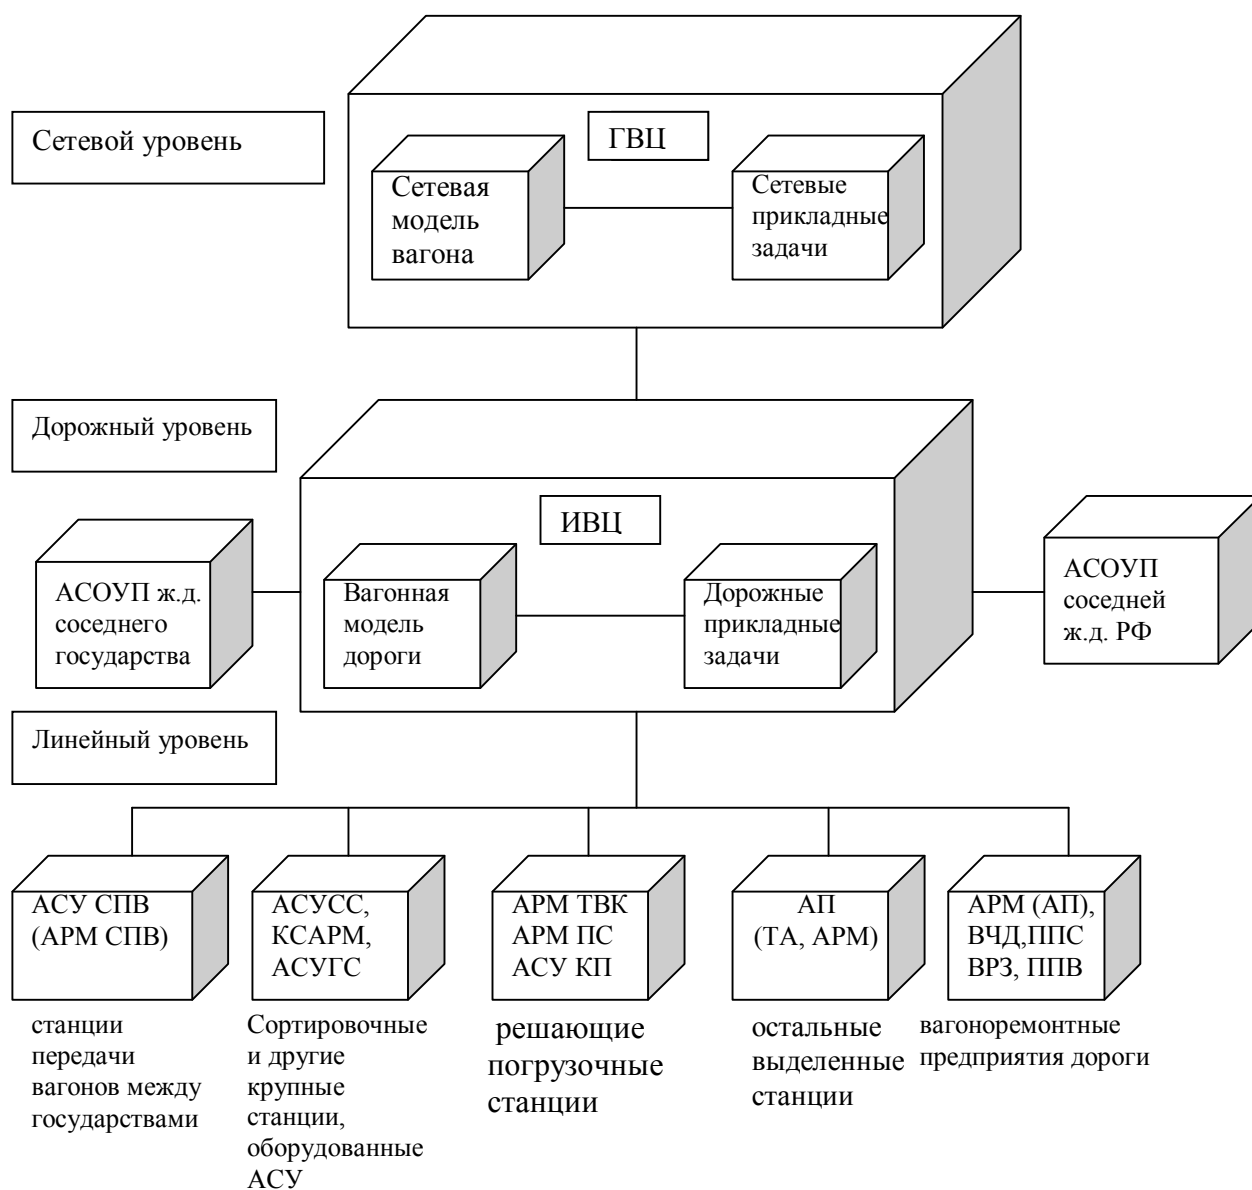 Сетевой уровень
ГВЦ
Сетевая
модель
вагона
Сетевые
прикладные
задачи
Дорожный уровень
ИВЦ
АСОУП ж.д.
соседнего
государства
Вагонная
модель
дороги
Дорожные
прикладные
задачи
АСОУП
соседней
ж.д. РФ
Линейный уровень
АСУ СПВ
(АРМ СПВ)
АСУСС,
КСАРМ,
АСУГС
АРМ ТВК
АРМ ПС
АСУ КП
АП
(ТА, АРМ)
АРМ (АП),
ВЧД,ППС
ВРЗ, ППВ
станции
передачи
вагонов между
государствами
Сортировочные
и другие
крупные
станции,
оборудованные
АСУ
решающие
погрузочные
станции
остальные
выделенные
станции
вагоноремонтные
предприятия дороги